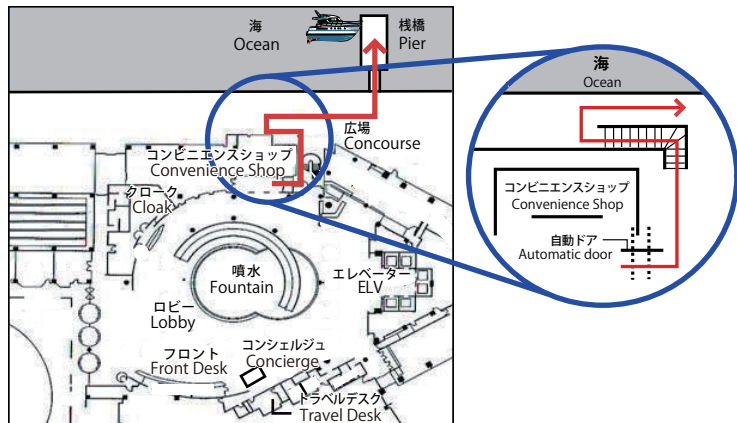 海
Ocean
桟橋
Pier
広場
Concourse
コンビニエンスショップ
Convenience Shop
クローク
Cloak
噴水
Fountain
エレベーター
ELV
ロビー
Lobby
フロント
Front Desk
コンシェルジュ
Concierge
トラベルデスク
Travel Desk
海
Ocean
コンビニエンスショップ
Convenience Shop
自動ドア
Automatic door